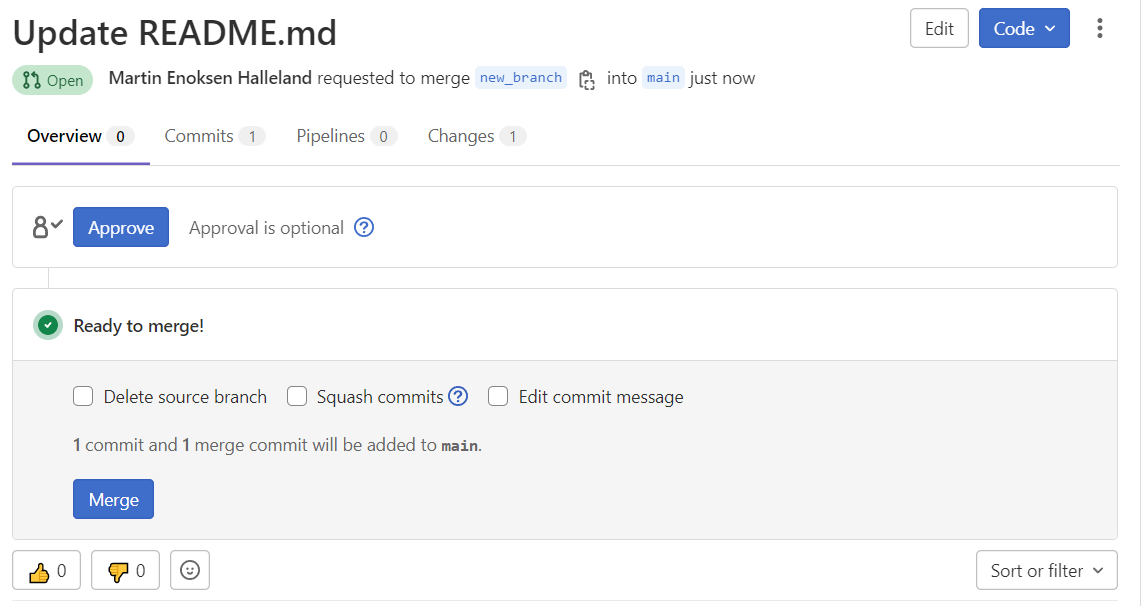 Update README.md
Edit
Code
Open
Martin Enoksen Halleland requested to merge new_branch into main just now
Overview 0
Commits 1
Pipelines 0
Changes 1
Approve
Approval is optional
Ready to merge!
Delete source branch
Squash commits
Edit commit message
1 commit and 1 merge commit will be added to main.
Merge
0
0
Sort or filter